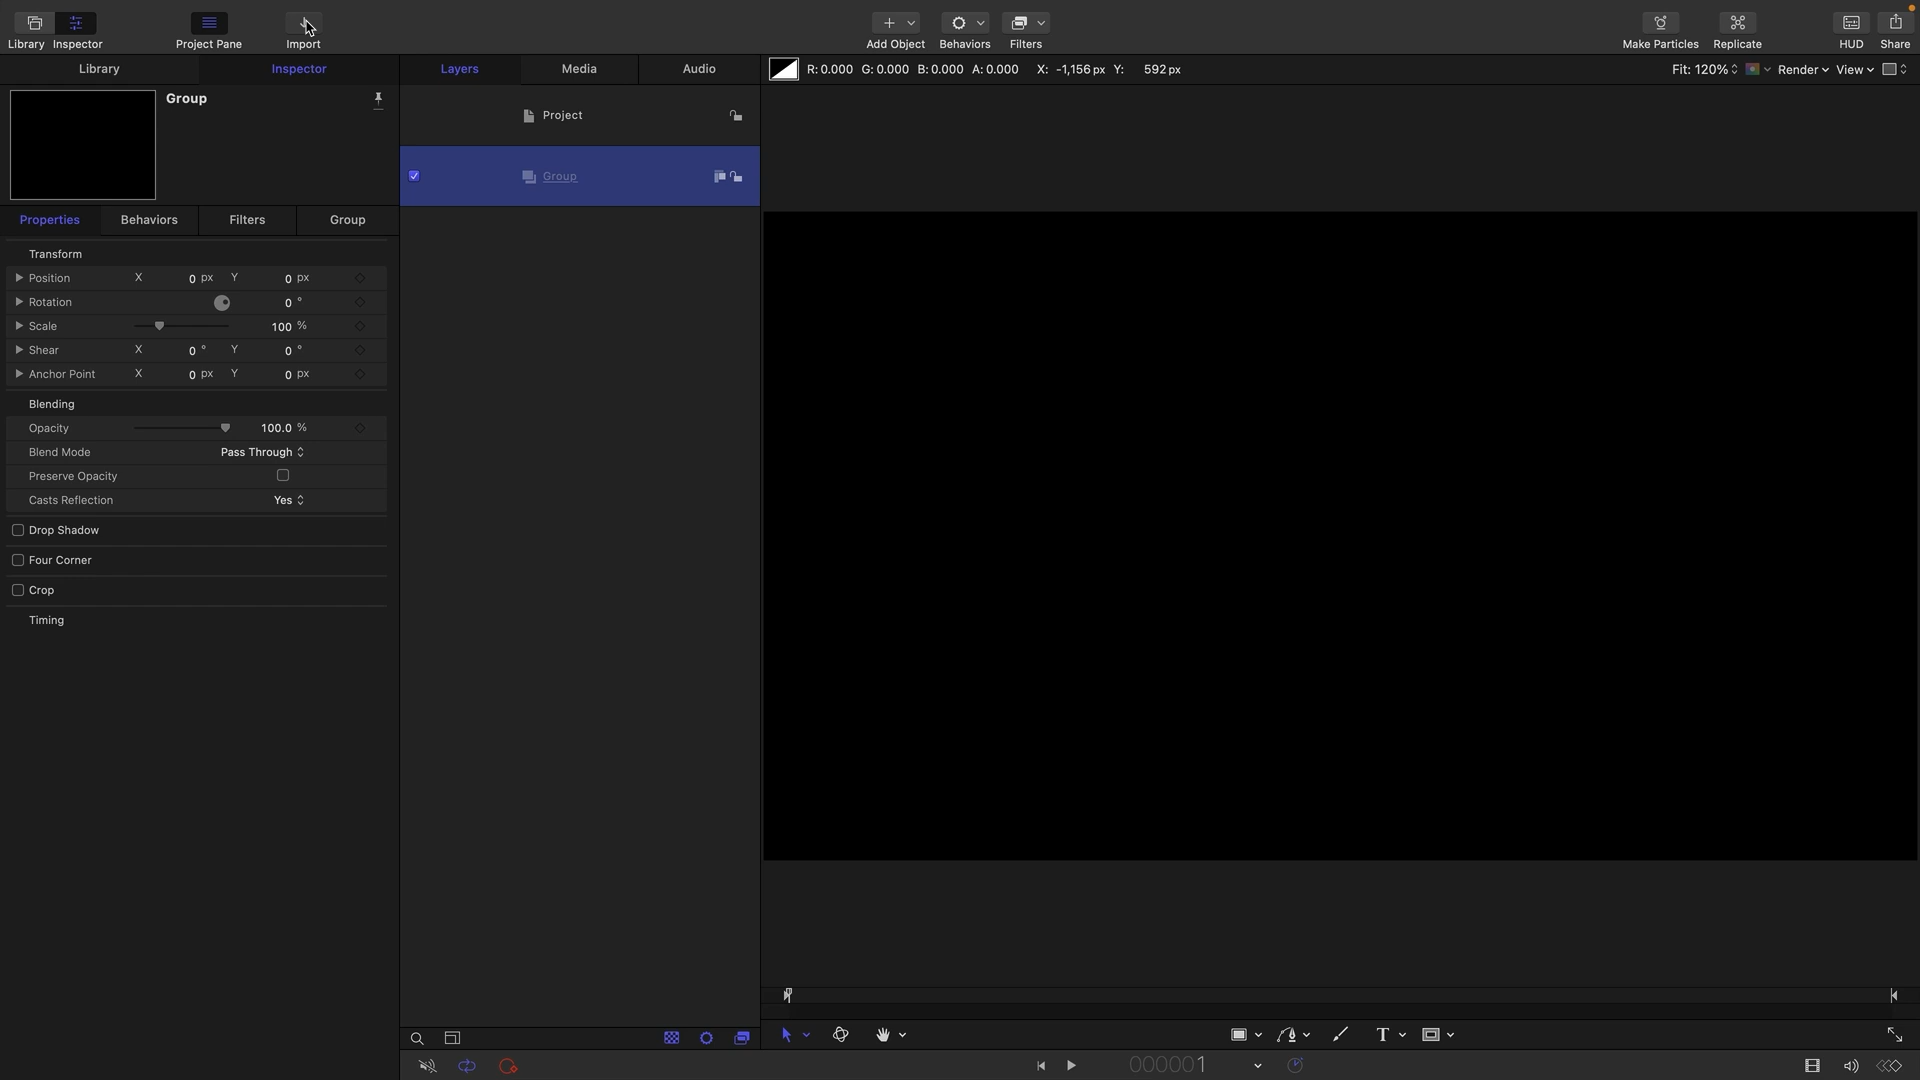 Library Inspector Project Pane Import Add Object Behaviors Filters Make Particles Replicate HUD Share
Library Inspector Layers Media Audio R: 0.000 G: 0.000 B: 0.000 A: 0.000 X: -1,156 px Y: 592 px Fit: 120% Render View
Group
Project
Group
Properties Behaviors Filters Group
Transform
Position X 0 px Y 0 px
Rotation 0 °
Scale 100 %
Shear X 0 ° Y 0 °
Anchor Point X 0 px Y 0 px
Blending
Opacity 100.0 %
Blend Mode Pass Through
Preserve Opacity
Casts Reflection Yes
Drop Shadow
Four Corner
Crop
Timing
T
000001